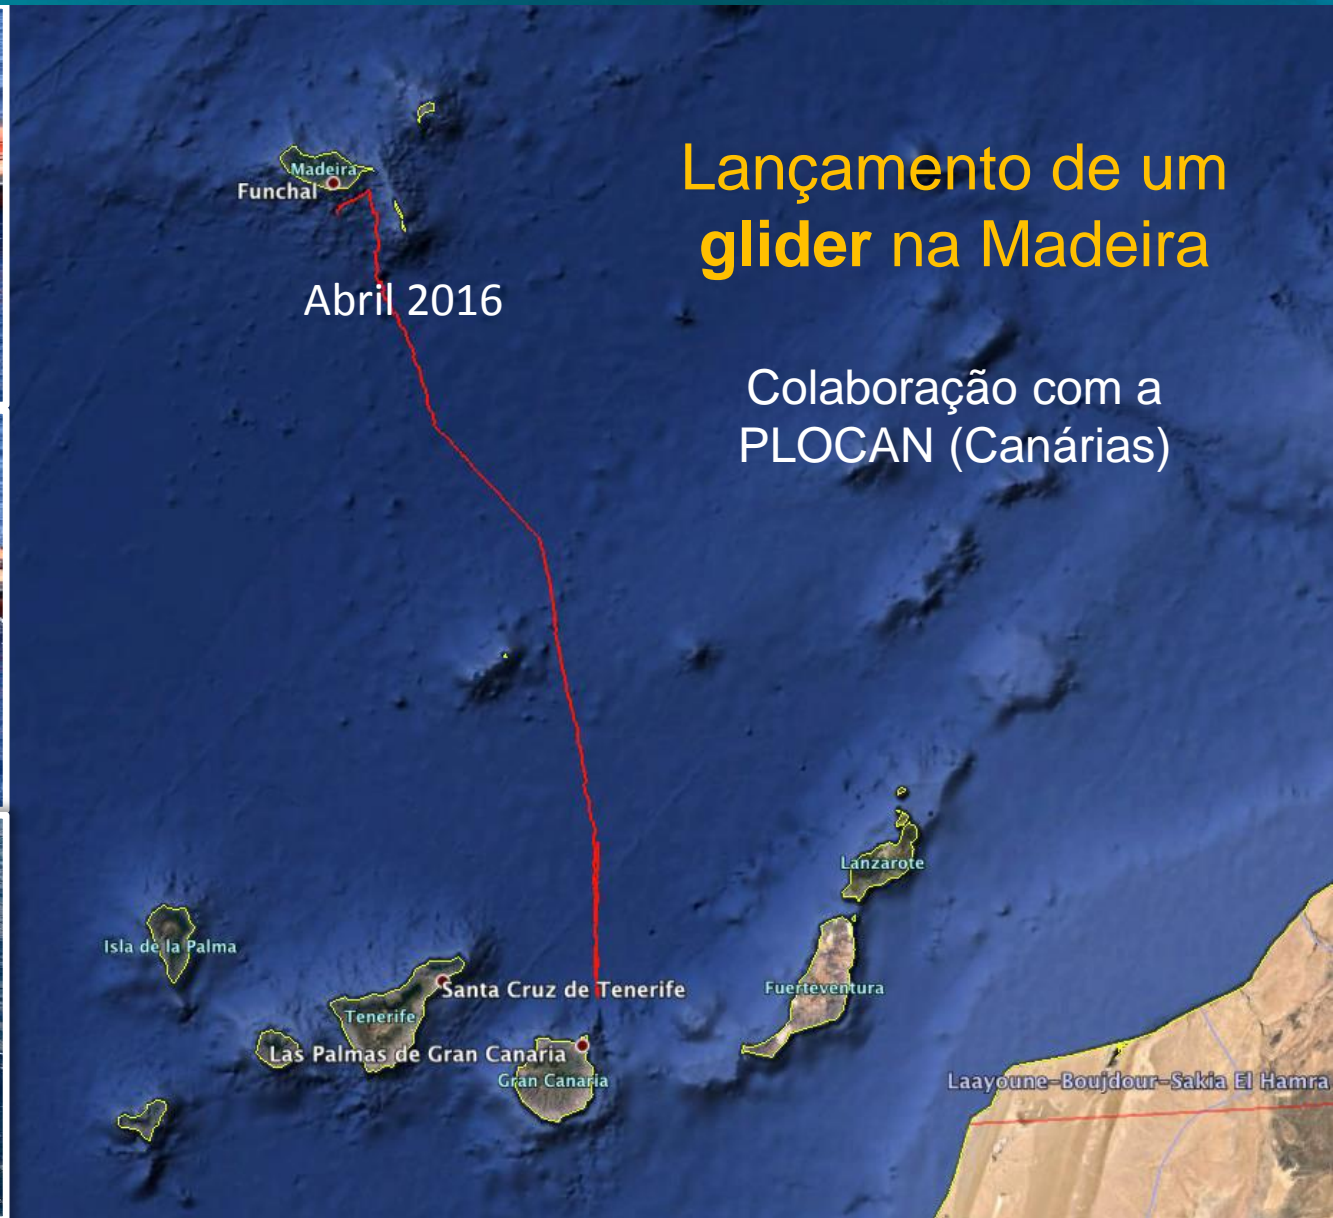 Madeira
Funchal
Lançamento de um
glider na Madeira
Abril 2016
Colaboração com a
PLOCAN (Canárias)
Lanzarote
Isla de la Palma
Santa Cruz de Tenerife
Fuerteventura
Tenerife
Las Palmas de Gran Canaria
Gran Canaria
Laayoune-Boujdour-Sakia El Hamra